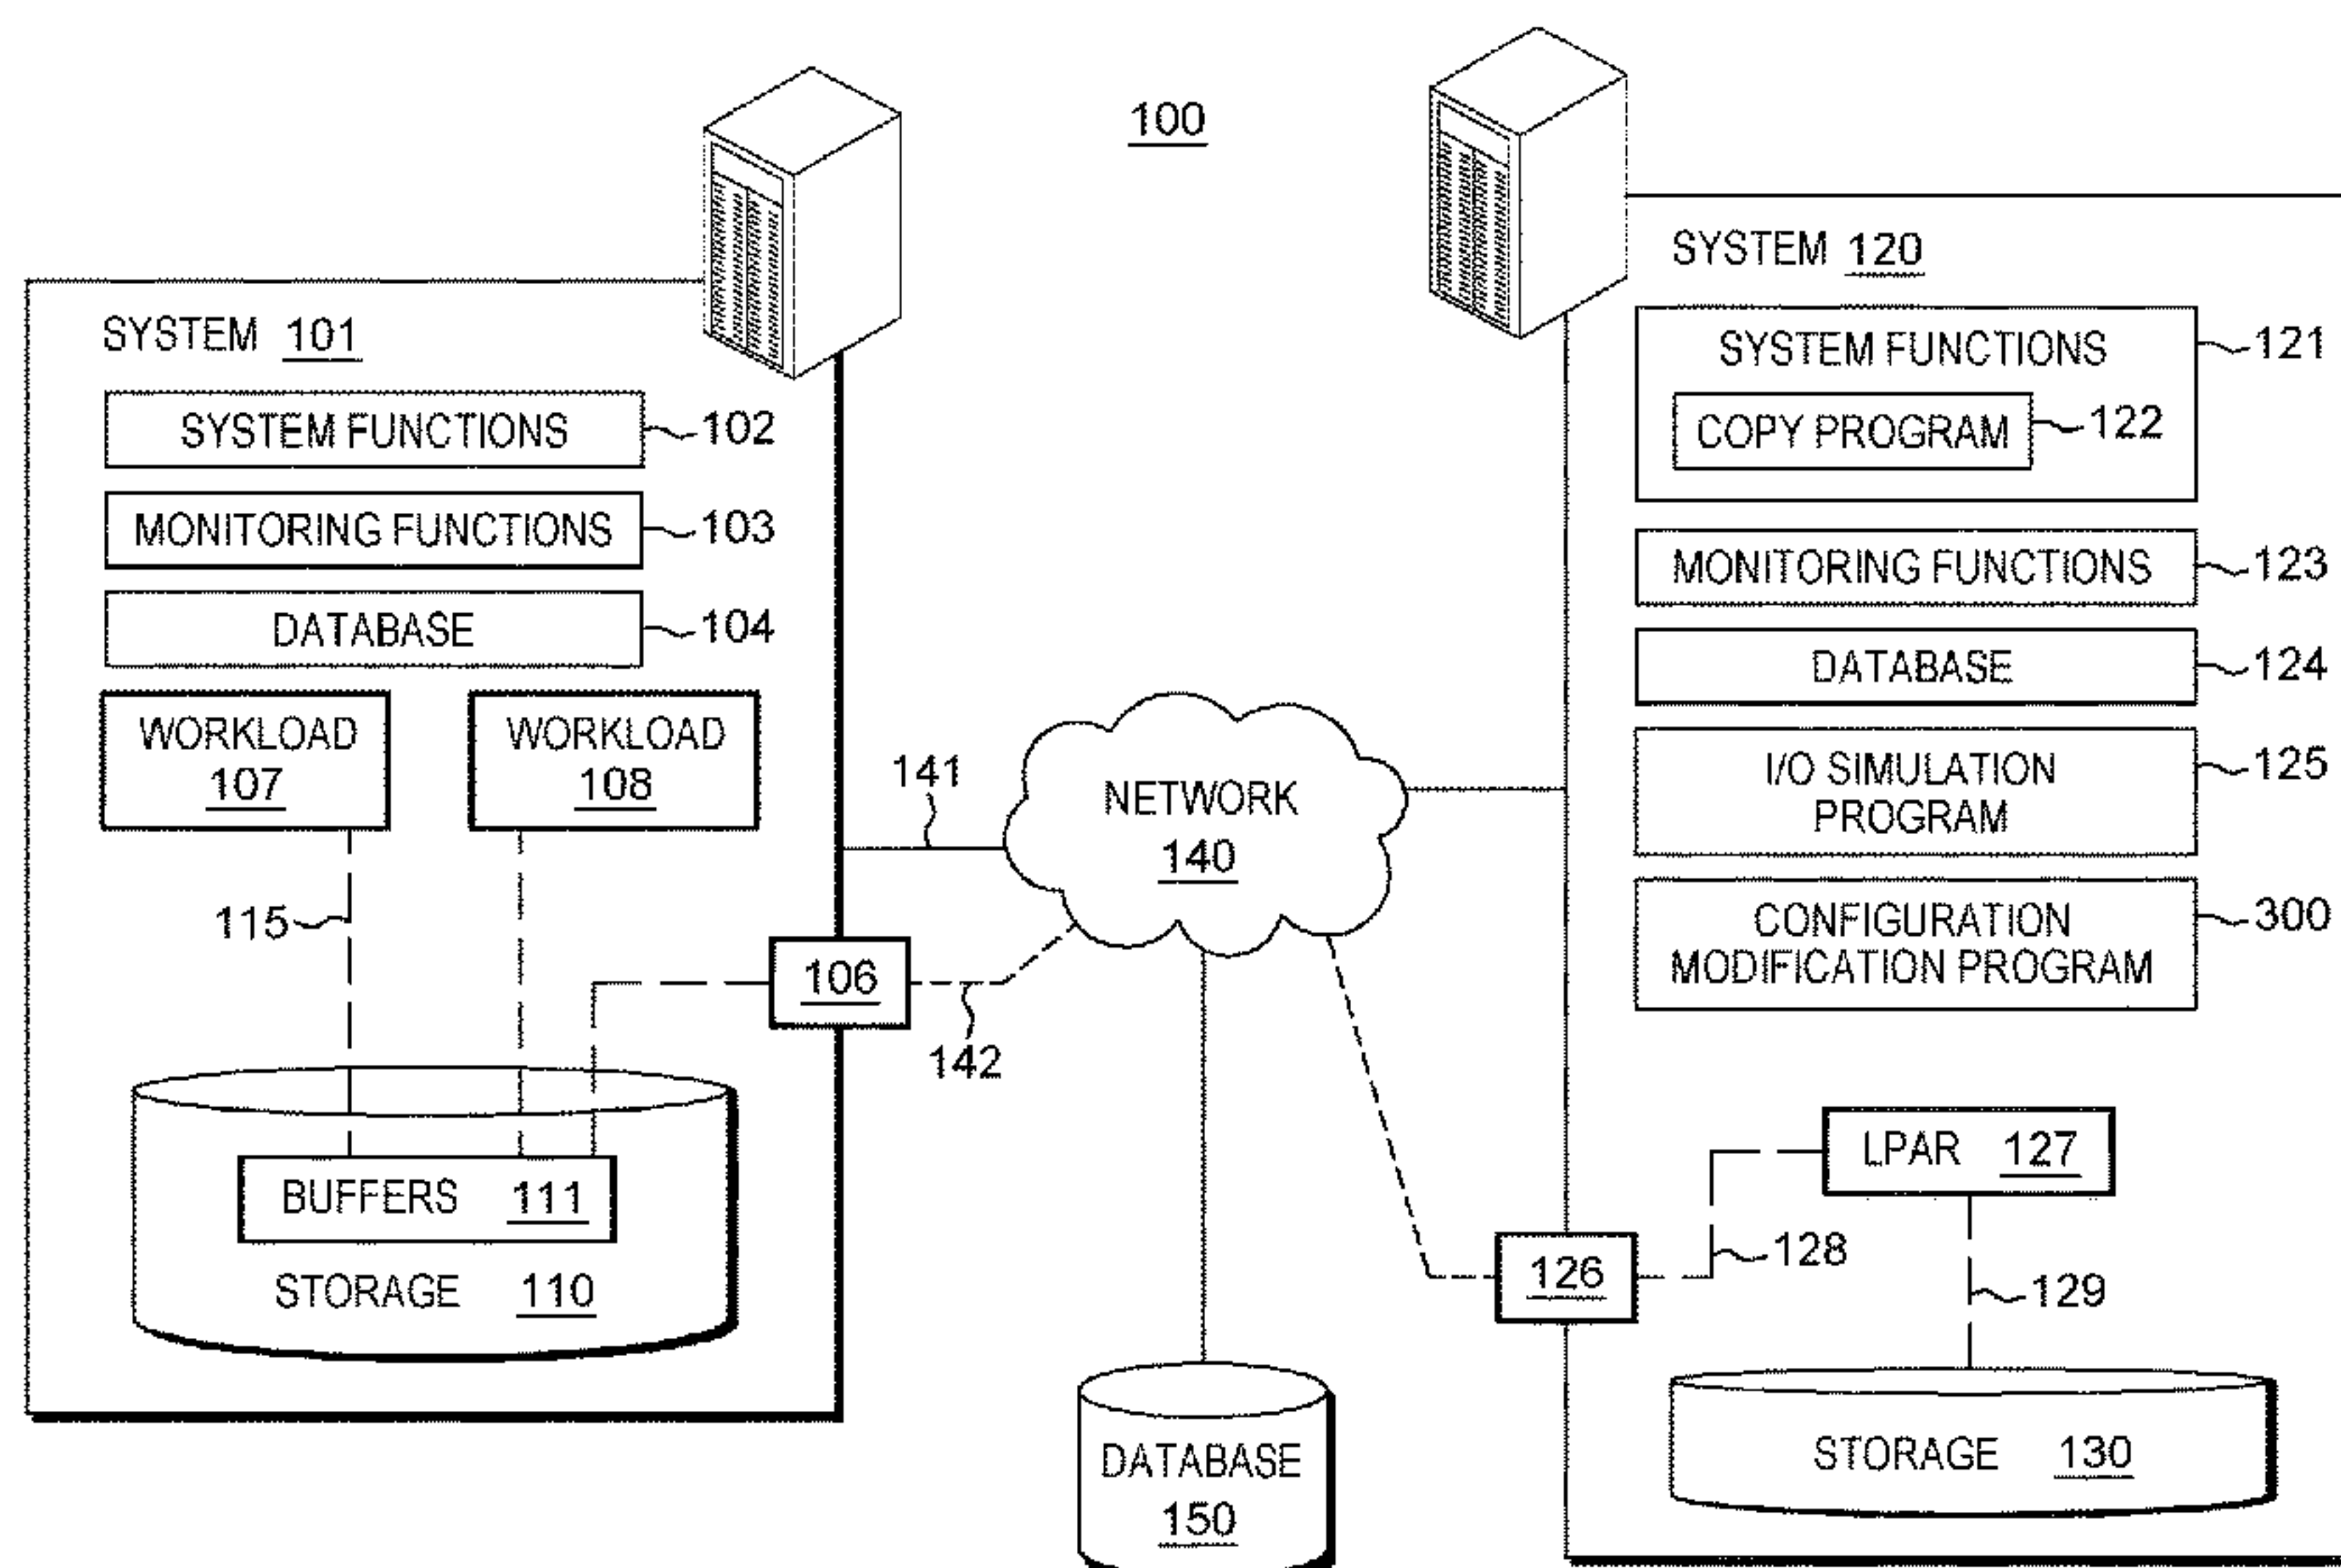 100
SYSTEM 101
SYSTEM FUNCTIONS
102
MONITORING FUNCTIONS
103
DATABASE
104
WORKLOAD
107
WORKLOAD
108
115
106
BUFFERS 111
STORAGE 110
141
142
NETWORK
140
DATABASE
150
SYSTEM 120
SYSTEM FUNCTIONS
121
COPY PROGRAM
122
MONITORING FUNCTIONS
123
DATABASE
124
I/O SIMULATION
PROGRAM
125
CONFIGURATION
MODIFICATION PROGRAM
300
LPAR 127
126
128
129
STORAGE 130